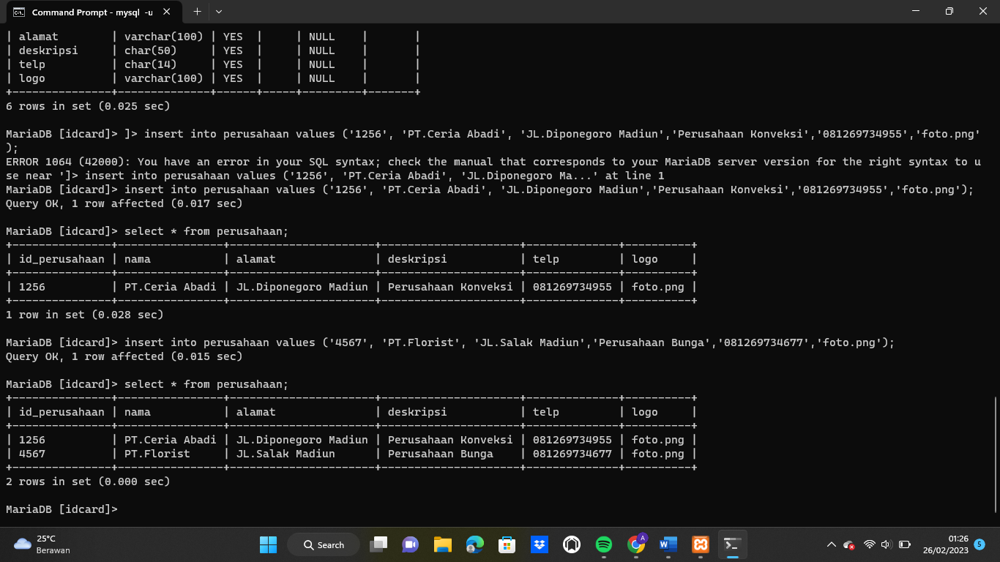 Command Prompt - mysql  -u
| alamat        | varchar(100) | YES  |     | NULL    |       |
| deskripsi     | char(50)     | YES  |     | NULL    |       |
| telp          | char(14)     | YES  |     | NULL    |       |
| logo          | varchar(100) | YES  |     | NULL    |       |
+---------------+--------------+------+-----+---------+-------+
6 rows in set (0.025 sec)
MariaDB [idcard]> ]> insert into perusahaan values ('1256', 'PT.Ceria Abadi', 'JL.Diponegoro Madiun','Perusahaan Konveksi','081269734955','foto.png'
);
ERROR 1064 (42000): You have an error in your SQL syntax; check the manual that corresponds to your MariaDB server version for the right syntax to u
se near ']> insert into perusahaan values ('1256', 'PT.Ceria Abadi', 'JL.Diponegoro Ma...' at line 1
MariaDB [idcard]> insert into perusahaan values ('1256', 'PT.Ceria Abadi', 'JL.Diponegoro Madiun','Perusahaan Konveksi','081269734955','foto.png');
Query OK, 1 row affected (0.017 sec)
MariaDB [idcard]> select * from perusahaan;
+---------------+----------------+----------------------+---------------------+--------------+----------+
| id_perusahaan | nama           | alamat               | deskripsi           | telp         | logo     |
+---------------+----------------+----------------------+---------------------+--------------+----------+
| 1256          | PT.Ceria Abadi | JL.Diponegoro Madiun | Perusahaan Konveksi | 081269734955 | foto.png |
+---------------+----------------+----------------------+---------------------+--------------+----------+
1 row in set (0.028 sec)
MariaDB [idcard]> insert into perusahaan values ('4567', 'PT.Florist', 'JL.Salak Madiun','Perusahaan Bunga','081269734677','foto.png');
Query OK, 1 row affected (0.015 sec)
MariaDB [idcard]> select * from perusahaan;
+---------------+----------------+----------------------+---------------------+--------------+----------+
| id_perusahaan | nama           | alamat               | deskripsi           | telp         | logo     |
+---------------+----------------+----------------------+---------------------+--------------+----------+
| 1256          | PT.Ceria Abadi | JL.Diponegoro Madiun | Perusahaan Konveksi | 081269734955 | foto.png |
| 4567          | PT.Florist     | JL.Salak Madiun      | Perusahaan Bunga    | 081269734677 | foto.png |
+---------------+----------------+----------------------+---------------------+--------------+----------+
2 rows in set (0.000 sec)
MariaDB [idcard]>
25°C
Berawan
Search
A
W
01:26
26/02/2023
5